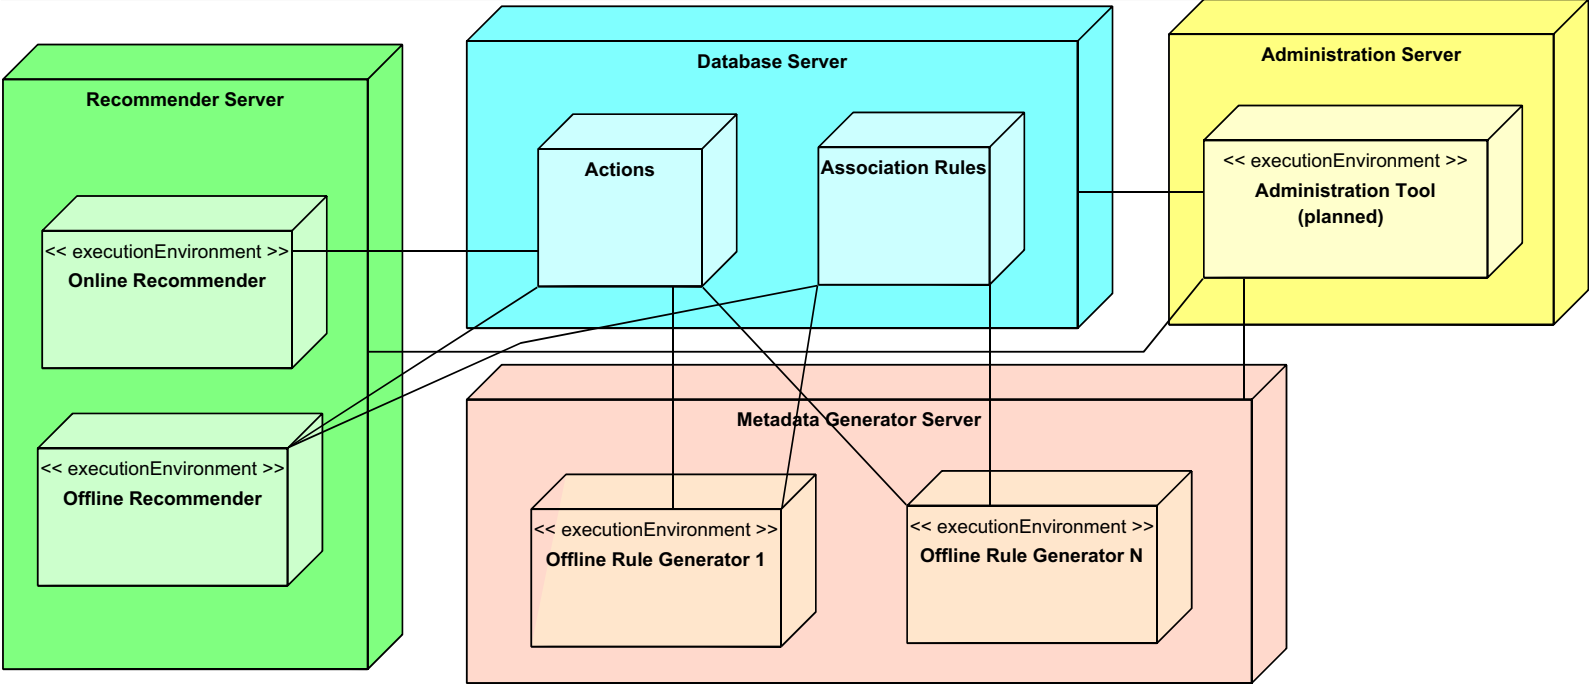 Recommender Server
<< executionEnvironment >>
Online Recommender
<< executionEnvironment >>
Offline Recommender
Database Server
Actions
Association Rules
Administration Server
<< executionEnvironment >>
Administration Tool
(planned)
Metadata Generator Server
<< executionEnvironment >>
Offline Rule Generator 1
<< executionEnvironment >>
Offline Rule Generator N